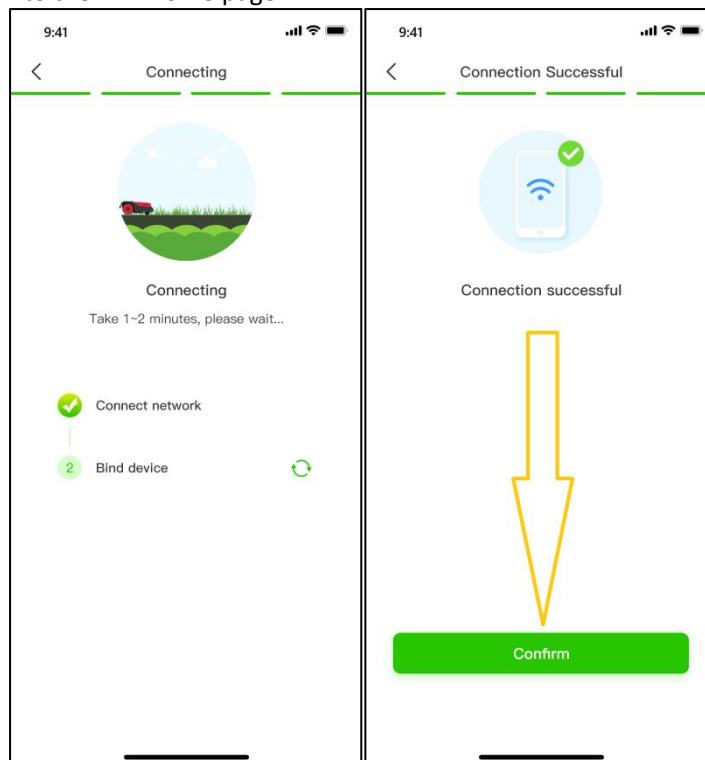 9:41
Connecting
Connecting
Take 1~2 minutes, please wait...
Connect network
2 Bind device
9:41
Connection Successful
Connection successful
Confirm